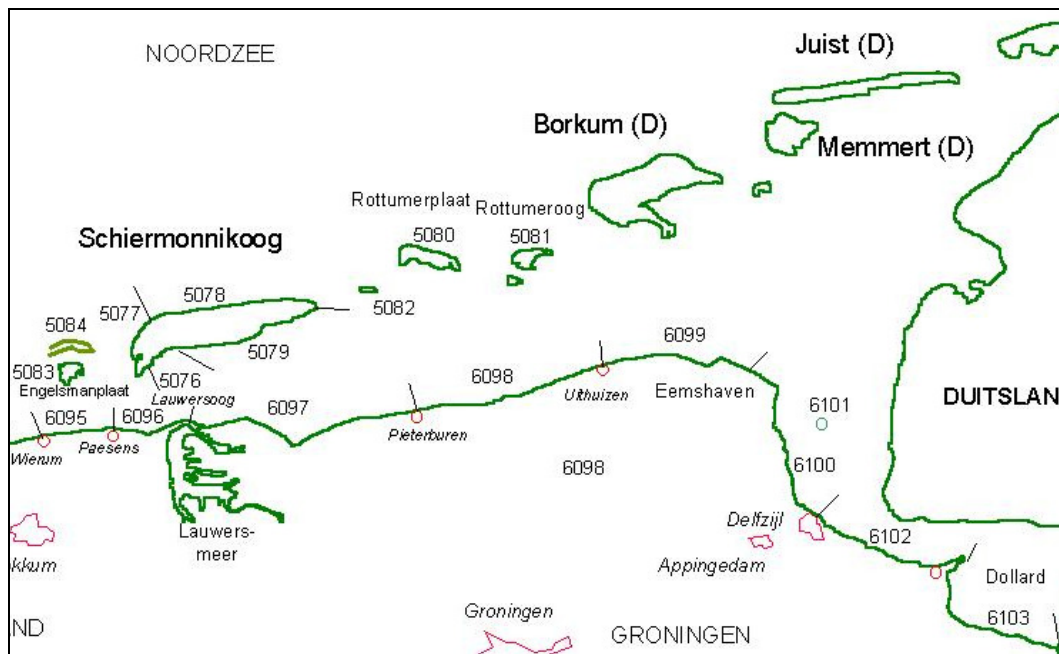 NOORDZEE
Juist (D)
Borkum (D)
Memmert (D)
Rottumerplaat
Rottumeroog
5080
5081
Schiermonnikoog
5078
5077
5082
5084
5079
5083
5076
Engelsmanplaat
Lauwersoog
6099
6098
Uithuizen
Eemshaven
DUITSLAN
6095
6096
6097
Wierum
Paesens
Pieterburen
6101
6098
6100
Delfzijl
Lauwers-
meer
6102
kkum
Appingedam
Dollard
Groningen
6103
ND
GRONINGEN